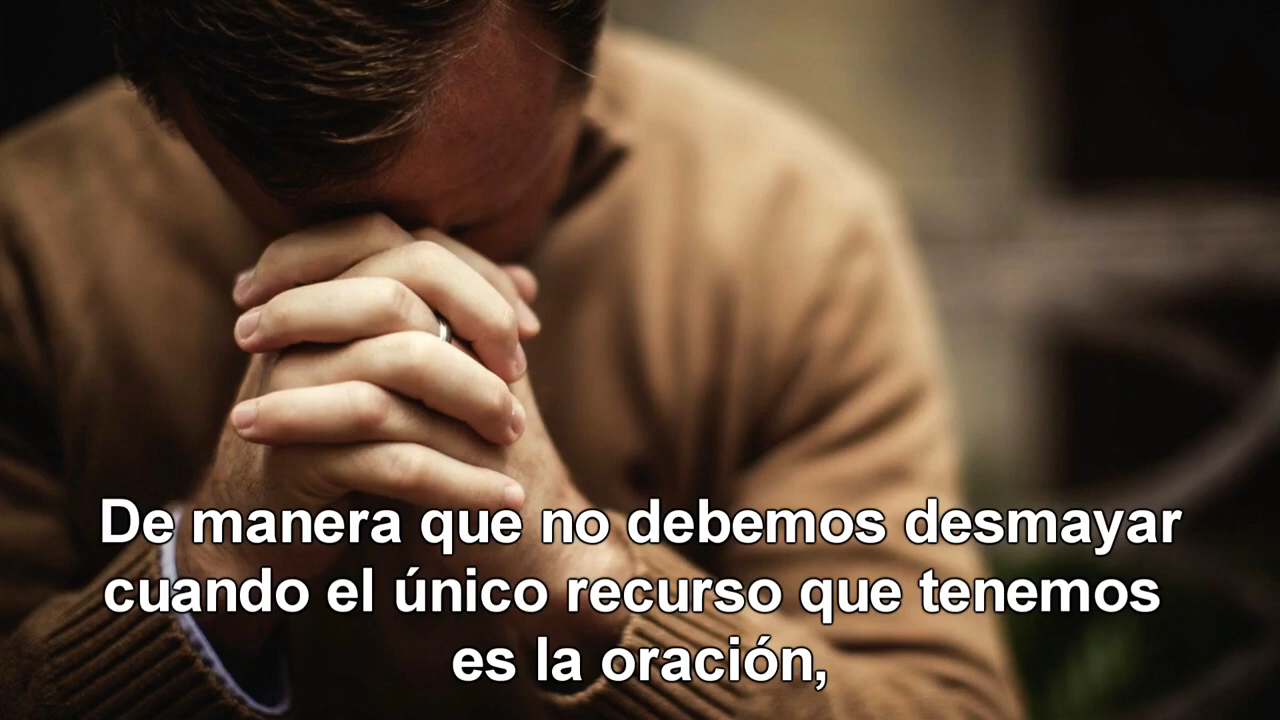 De manera que no debemos desmayar
cuando el único recurso que tenemos
es la oración,